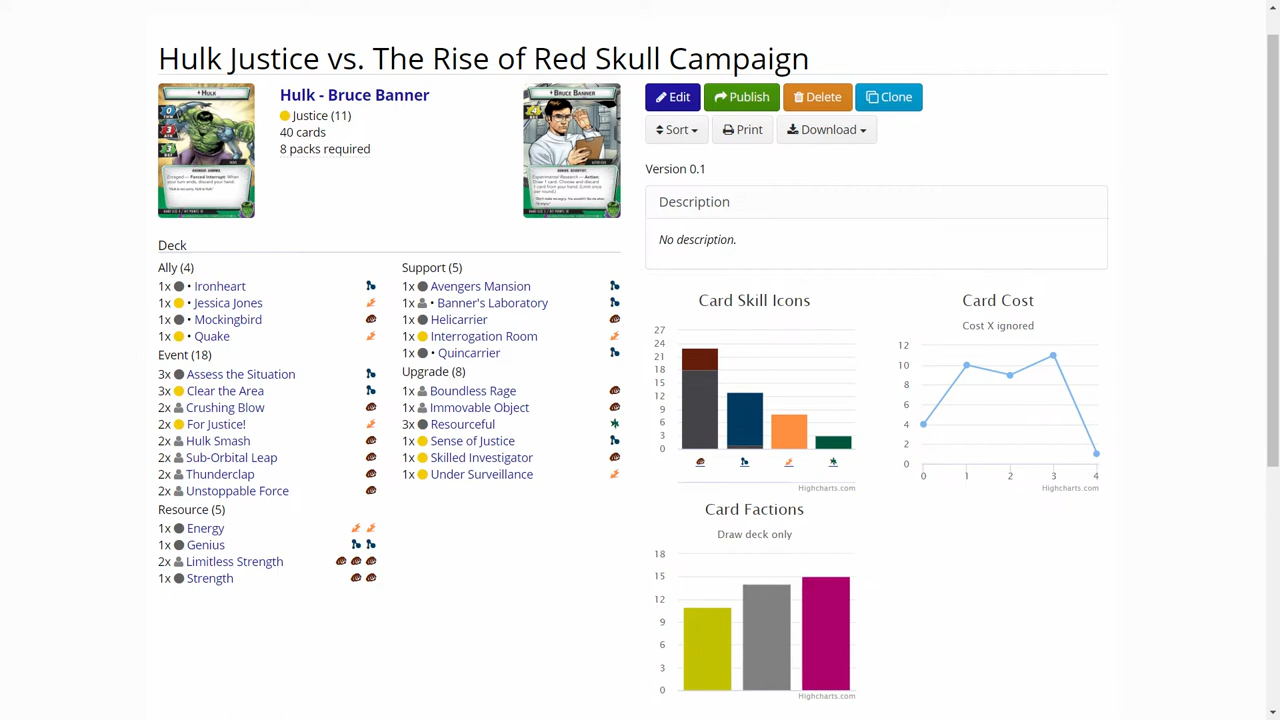 Hulk Justice vs. The Rise of Red Skull Campaign
HULK
BRUCE BANNER
Hulk - Bruce Banner
Justice (11)
40 cards
8 packs required
Edit
Publish
Delete
Clone
Sort
Print
Download
Version 0.1
Description
No description.
Deck
Ally (4)
1x • Ironheart
1x • Jessica Jones
1x • Mockingbird
1x • Quake
Event (18)
3x Assess the Situation
3x Clear the Area
2x Crushing Blow
2x For Justice!
2x Hulk Smash
2x Sub-Orbital Leap
2x Thunderclap
2x Unstoppable Force
Resource (5)
1x Energy
1x Genius
2x Limitless Strength
1x Strength
Support (5)
1x Avengers Mansion
1x • Banner's Laboratory
1x Helicarrier
1x Interrogation Room
1x • Quincarrier
Upgrade (8)
1x Boundless Rage
1x Immovable Object
3x Resourceful
1x Sense of Justice
1x Skilled Investigator
1x Under Surveillance
Card Skill Icons
27
24
21
18
15
12
9
6
3
0
Highcharts.com
Card Cost
Cost X ignored
12
10
8
6
4
2
0
0 1 2 3 4
Highcharts.com
Card Factions
Draw deck only
18
15
12
9
6
3
0
Highcharts.com